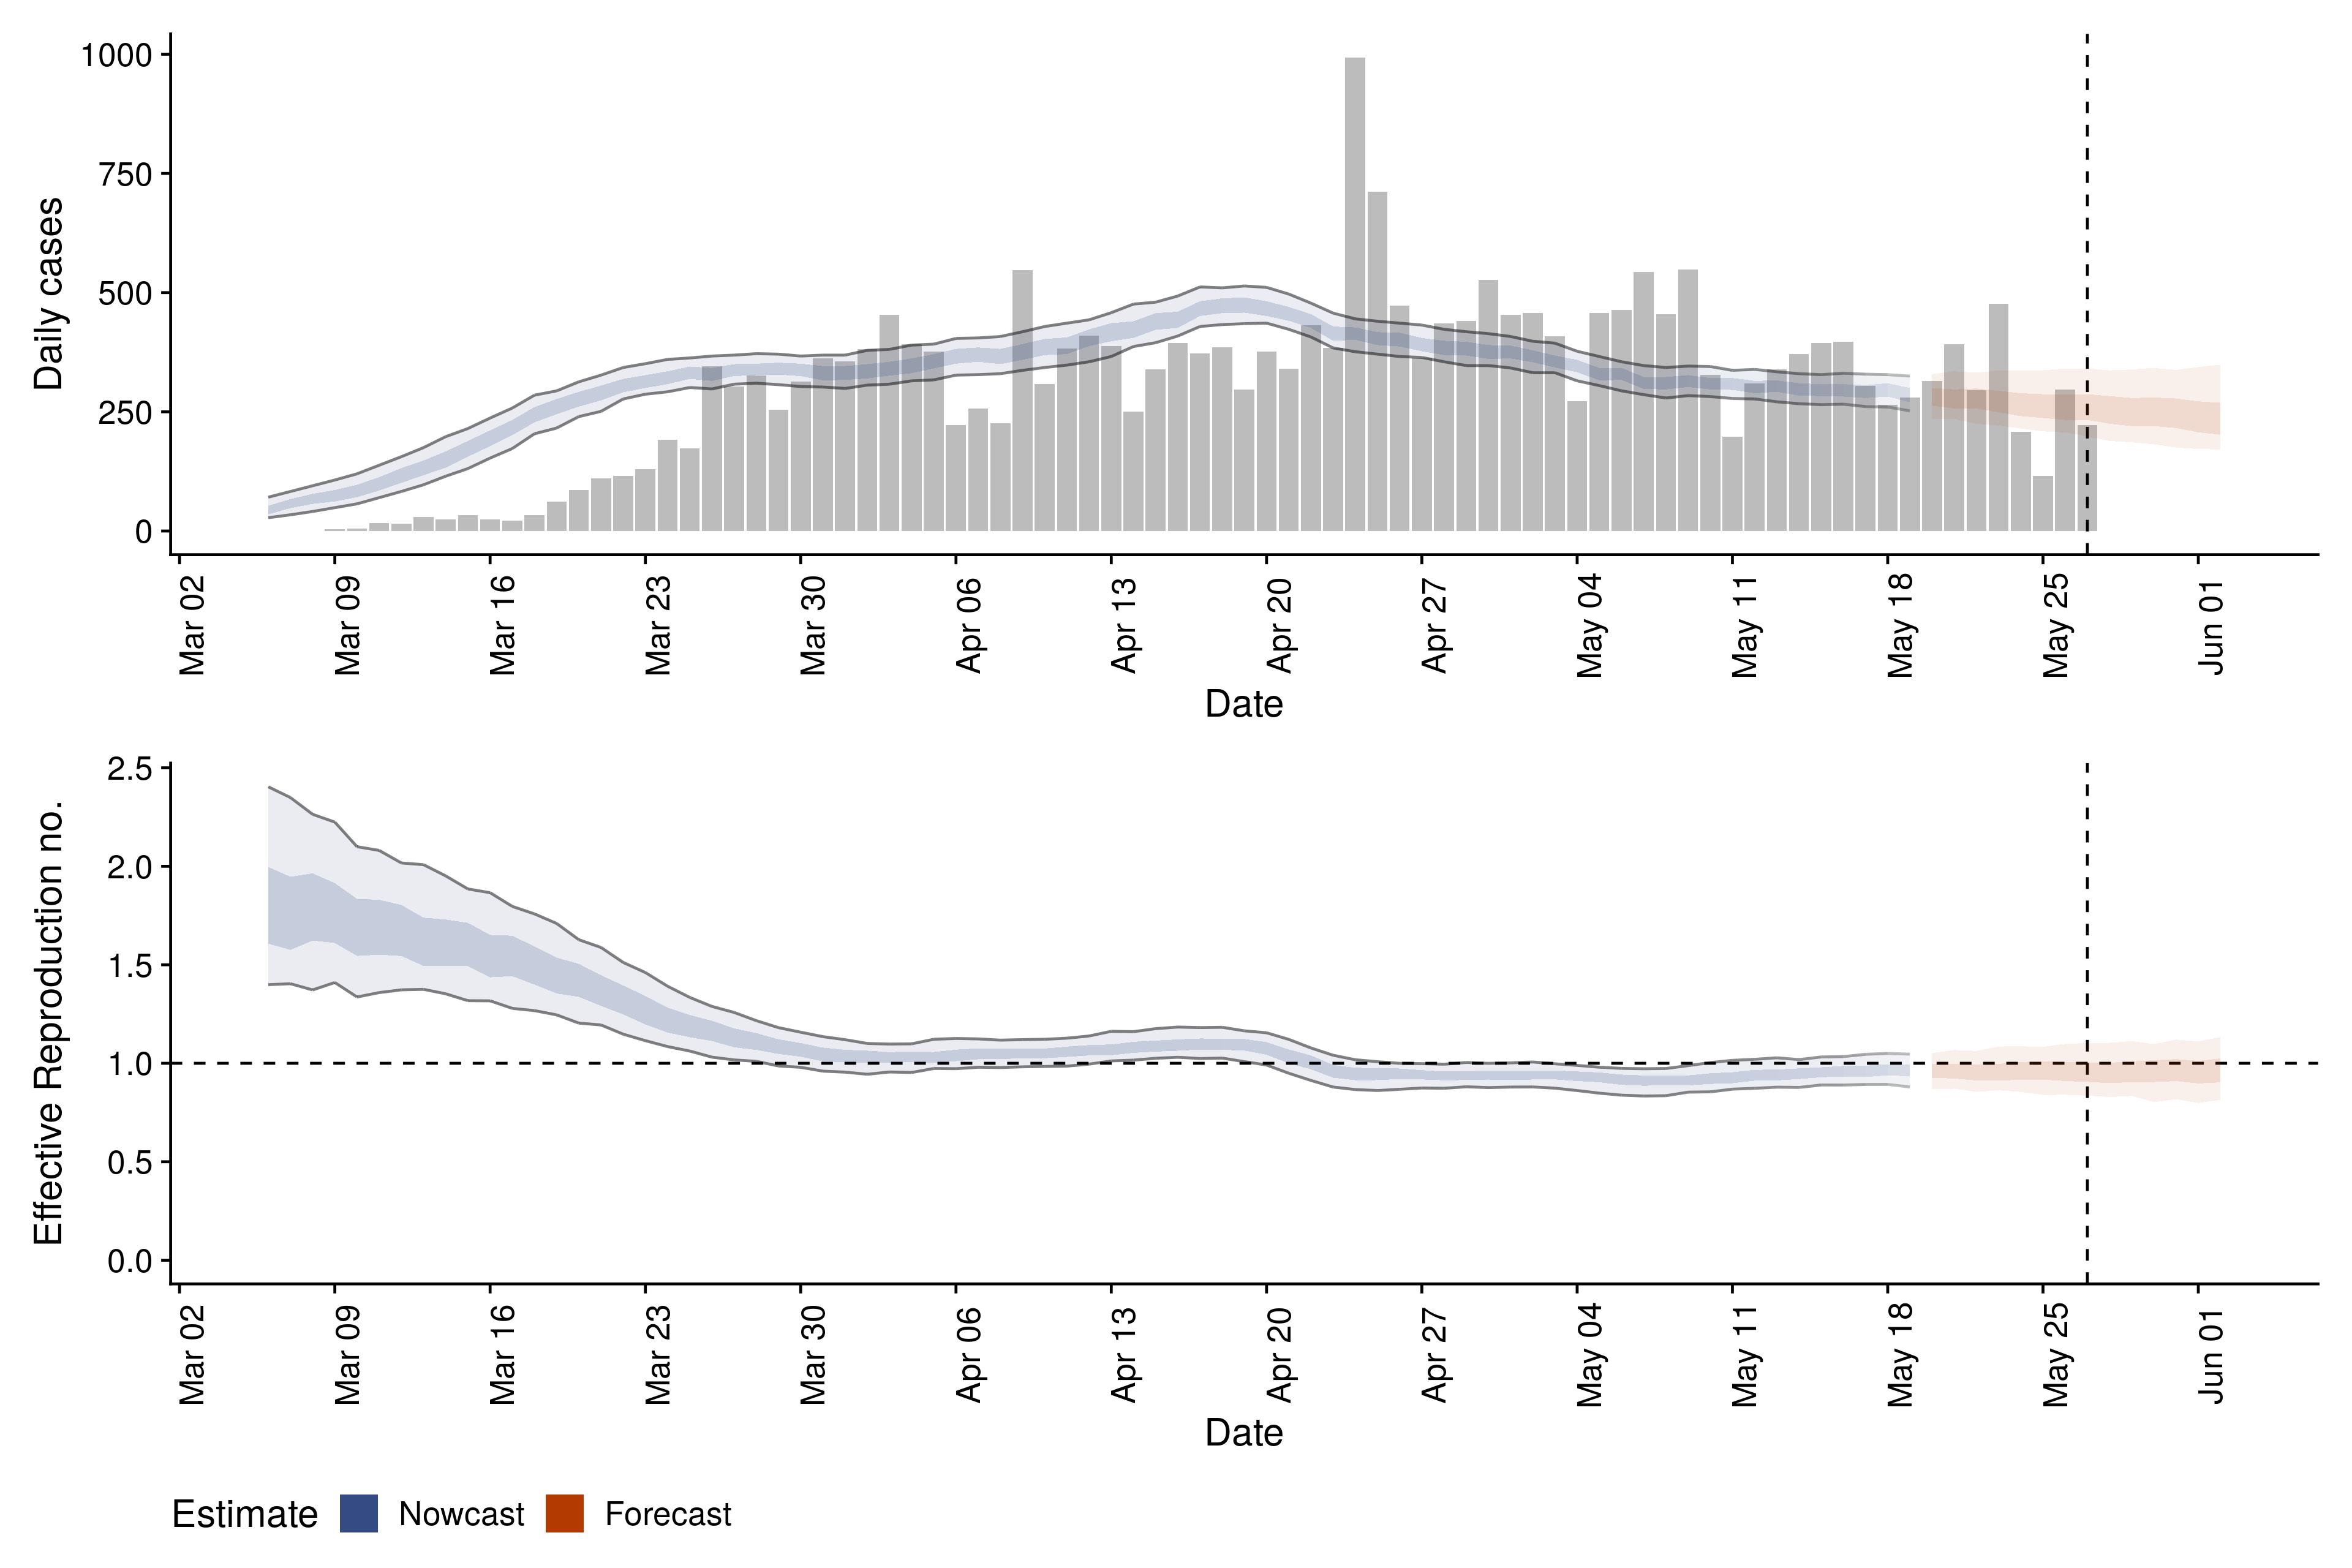 1000
750
500
250
0
Daily cases
Mar 02
Mar 09
Mar 16
Mar 23
Mar 30
Apr 06
Apr 13
Apr 20
Apr 27
May 04
May 11
May 18
May 25
Jun 01
Date
2.5
2.0
1.5
1.0
0.5
0.0
Effective Reproduction no.
Mar 02
Mar 09
Mar 16
Mar 23
Mar 30
Apr 06
Apr 13
Apr 20
Apr 27
May 04
May 11
May 18
May 25
Jun 01
Date
Estimate Nowcast Forecast